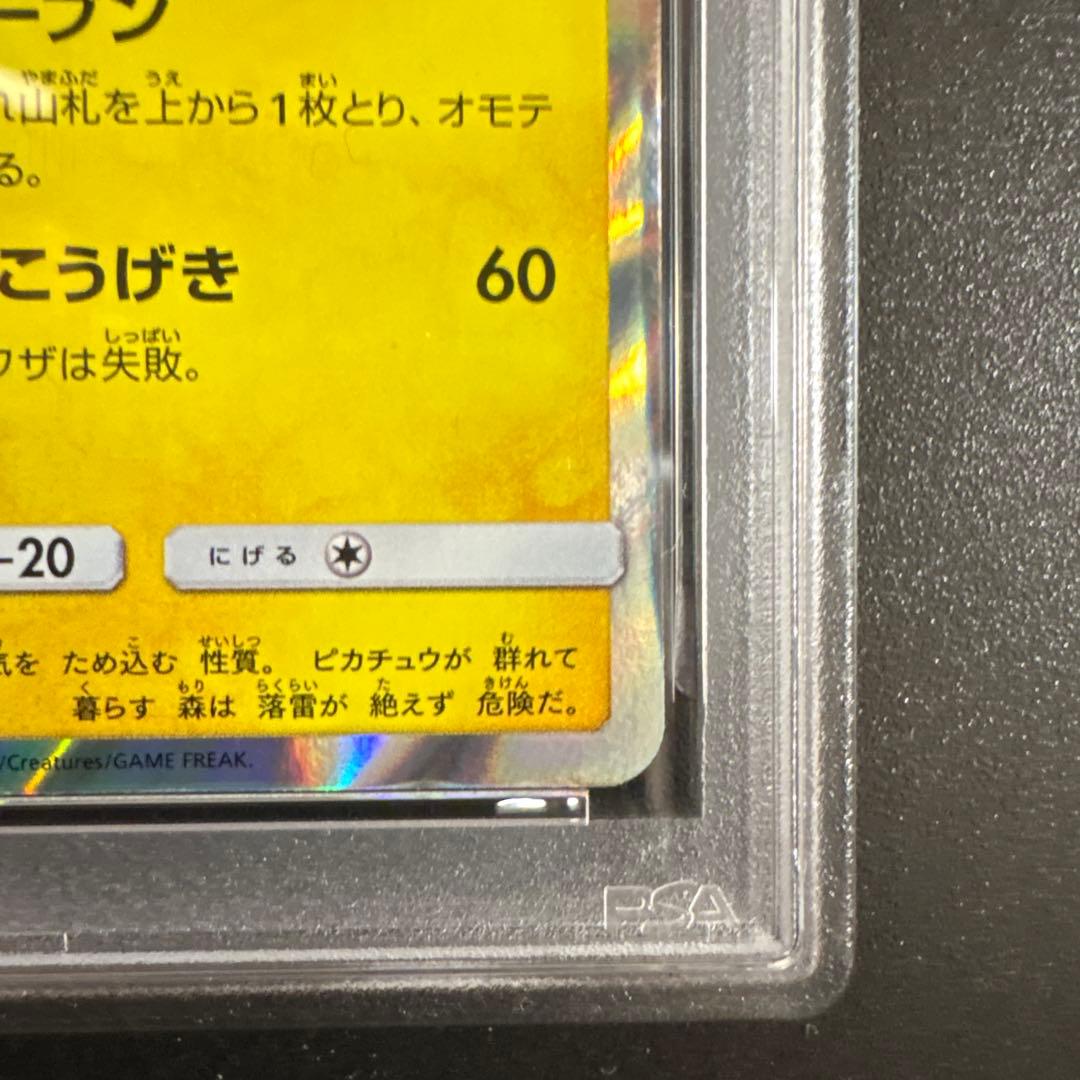 ープン
山札を上から1枚とり、オモテ
る。
こうげき 60
ワザは失敗。
-20 にげる
気を ため込む 性質。 ピカチュウが 群れて
暮らす 森は 落雷が 絶えず 危険だ。
/Creatures/GAME FREAK.
PSA